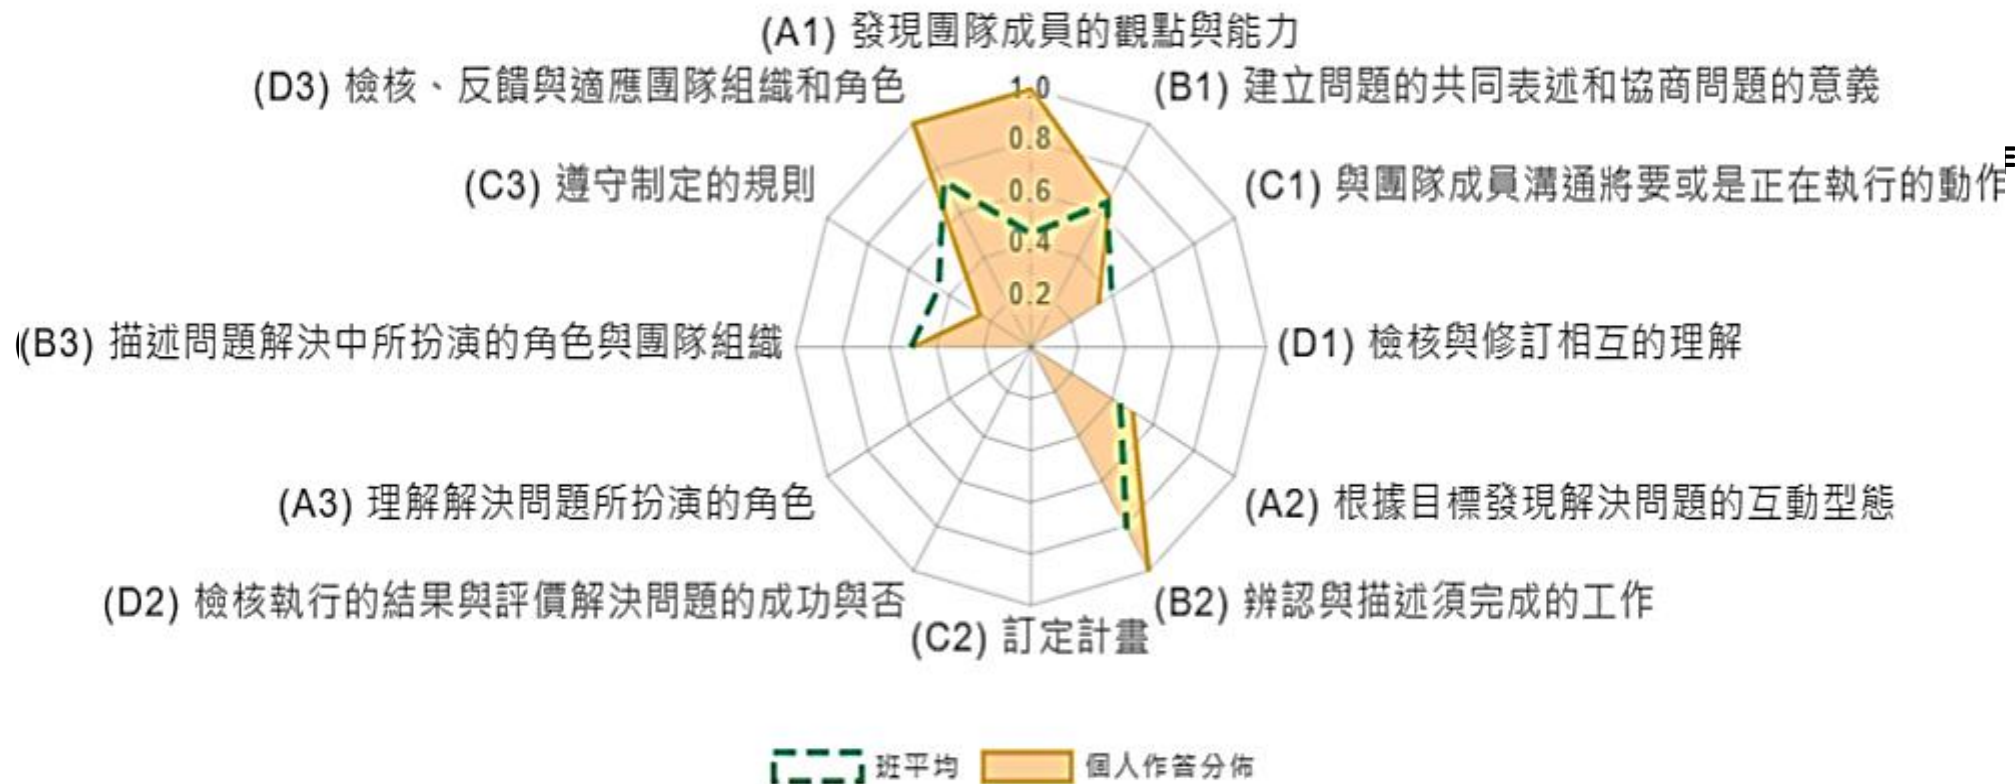 (A1) 發現團隊成員的觀點與能力
(D3) 檢核、反饋與適應團隊組織和角色
(B1) 建立問題的共同表述和協商問題的意義
1.0
0.8
(C3) 遵守制定的規則
0.6
(C1) 與團隊成員溝通將要或是正在執行的動作
0.4
0.2
(B3) 描述問題解決中所扮演的角色與團隊組織
(D1) 檢核與修訂相互的理解
(A3) 理解解決問題所扮演的角色
(A2) 根據目標發現解決問題的互動型態
(D2) 檢核執行的結果與評價解決問題的成功與否
(B2) 辨認與描述須完成的工作
(C2) 訂定計畫
班平均
個人作答分佈